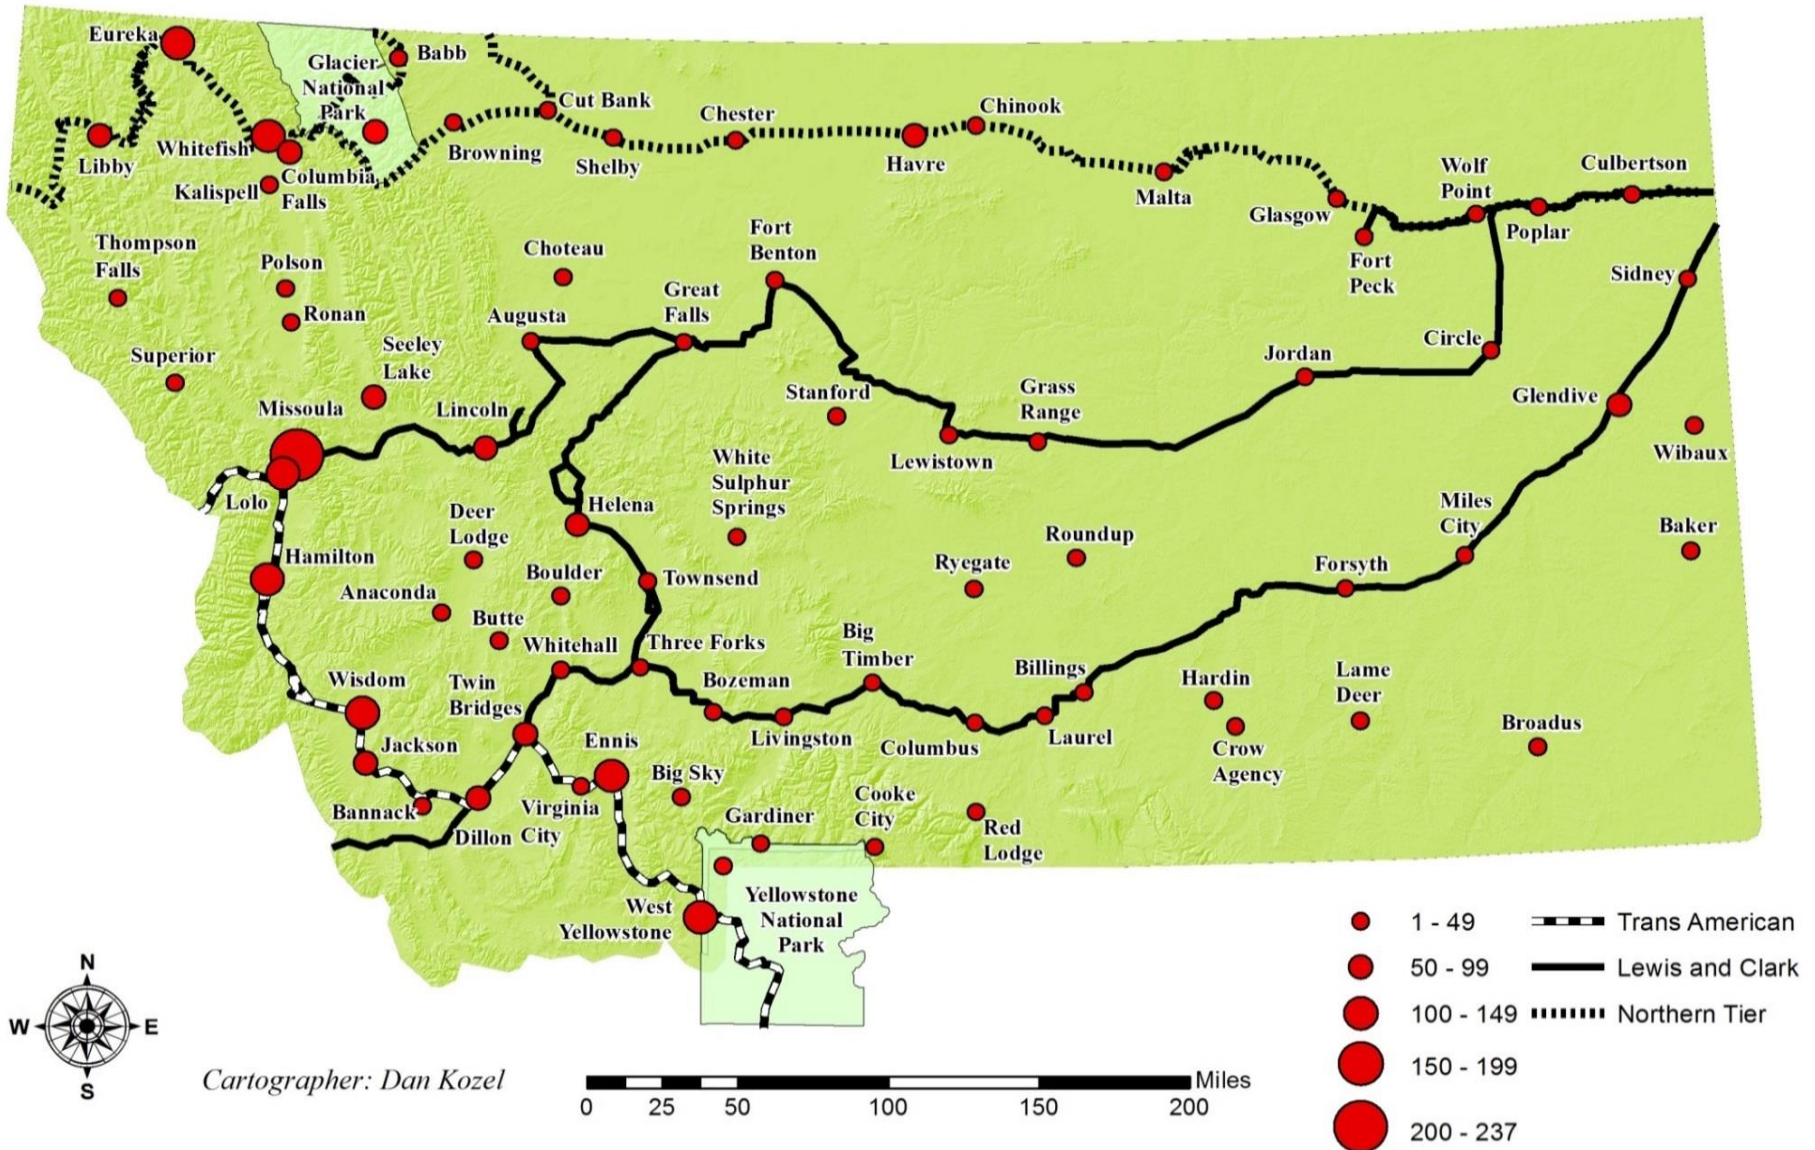 Eureka
Glacier
National
Park
Babb
Cut Bank
Chester
Chinook
Libby
Whitefish
Columbia
Falls
Kalispell
Browning
Shelby
Havre
Malta
Glasgow
Wolf
Point
Culbertson
Poplar
Fort
Peck
Sidney
Thompson
Falls
Polson
Ronan
Choteau
Fort
Benton
Great
Falls
Augusta
Superior
Seeley
Lake
Missoula
Lincoln
Stanford
Grass
Range
Jordan
Circle
Glendive
Wibaux
Lewistown
White
Sulphur
Springs
Lolo
Deer
Lodge
Helena
Miles
City
Baker
Hamilton
Anaconda
Boulder
Townsend
Ryegate
Roundup
Forsyth
Butte
Whitehall
Three Forks
Big
Timber
Billings
Hardin
Lame
Deer
Wisdom
Twin
Bridges
Bozeman
Livingston
Columbus
Laurel
Crow
Agency
Broadus
Jackson
Ennis
Big Sky
Bannack
Dillon
Virginia
City
Gardiner
Cooke
City
Red
Lodge
West
Yellowstone
Yellowstone
National
Park
1 - 49
Trans American
50 - 99
Lewis and Clark
100 - 149
Northern Tier
150 - 199
200 - 237
N
W
E
S
Cartographer: Dan Kozel
Miles
0 25 50 100 150 200